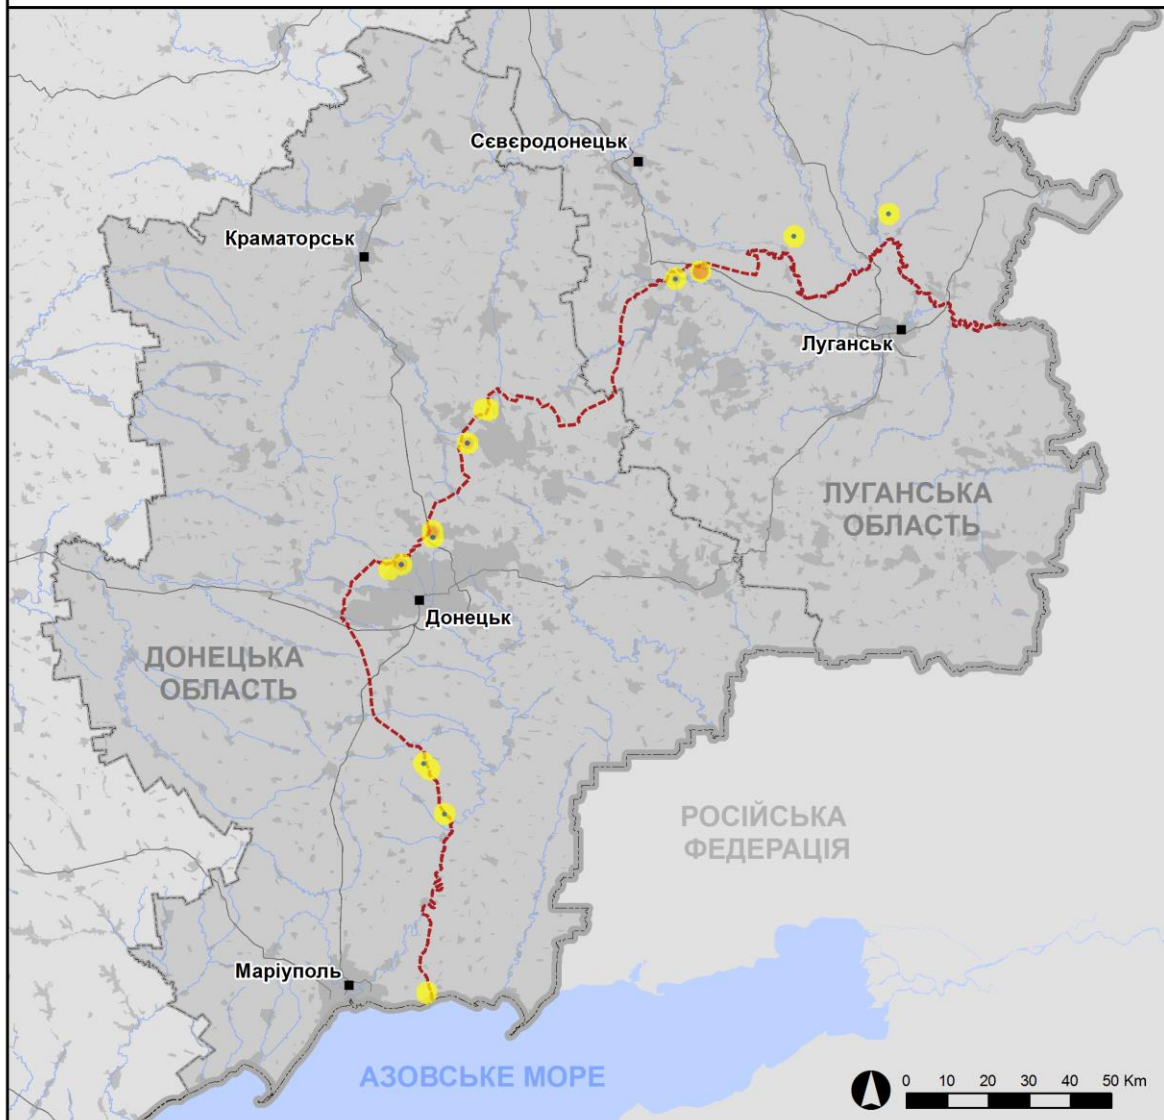 Сєвєродонецьк
Краматорськ
Луганськ
ЛУГАНСЬКА
ОБЛАСТЬ
Донецьк
ДОНЕЦЬКА
ОБЛАСТЬ
РОСІЙСЬКА
ФЕДЕРАЦІЯ
Маріуполь
АЗОВСЬКЕ МОРЕ
0 10 20 30 40 50 Km